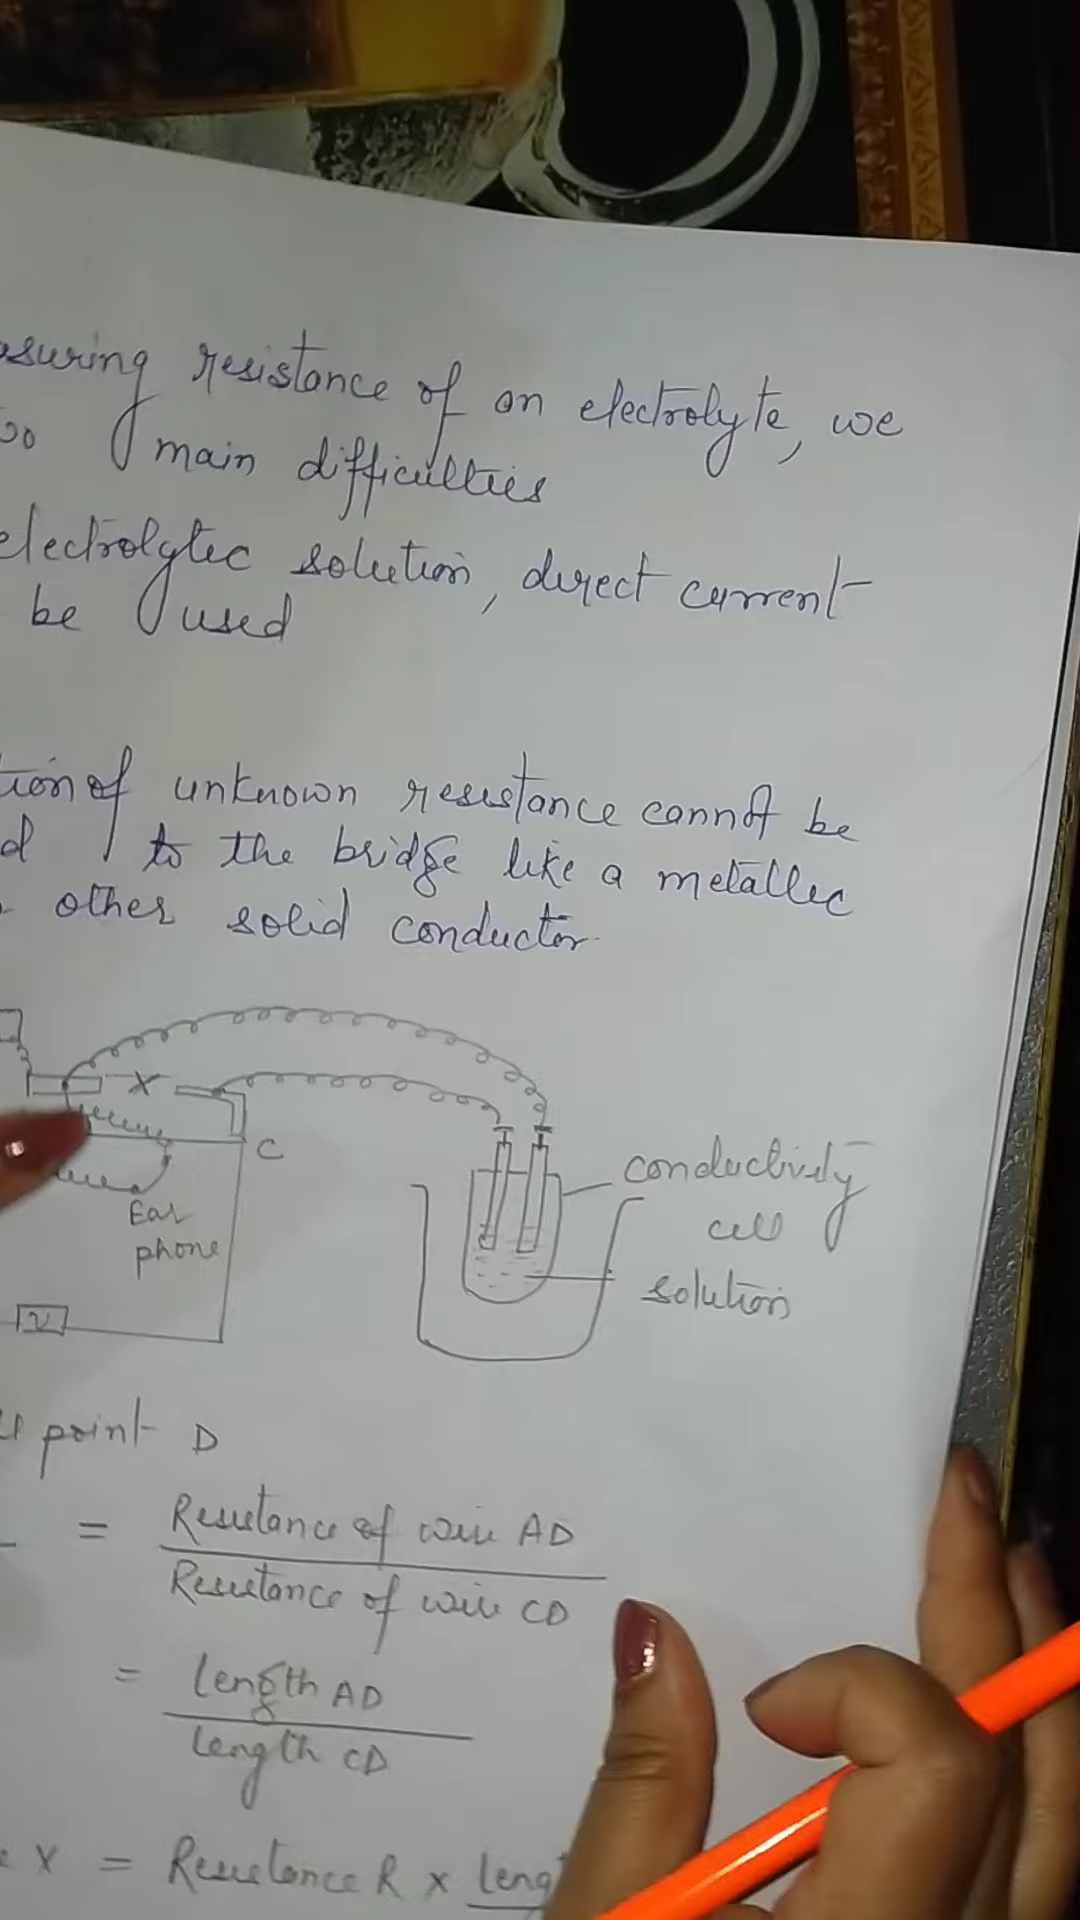 resistance of an electrolyte, we
main difficulties
electrolytic solution, direct current
be used
of unknown resistance cannot be
to the bridge like a metallic
other solid conductor.
X
C
Ear
phone
conductivity
cell
solution
point D
= Resistance of wire AD
Resistance of wire CD
= Length AD
Length CD
X = Resistance R ×